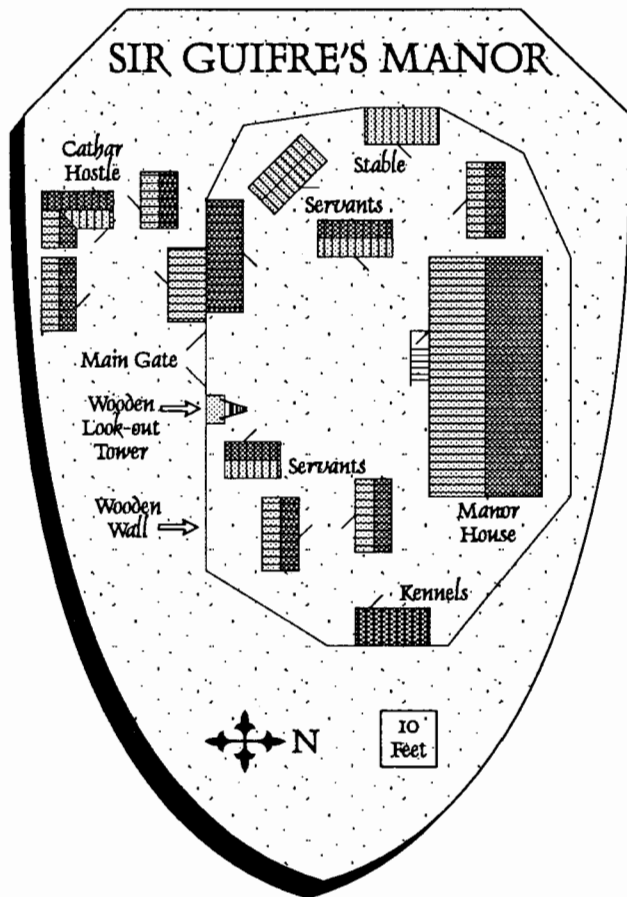 SIR GUIFRE'S MANOR
Cathar
Hostle
Stable
Servants
Main Gate
Wooden
Look-out
Tower
Servants
Wooden
Wall
Manor
House
Kennels
N
10
Feet